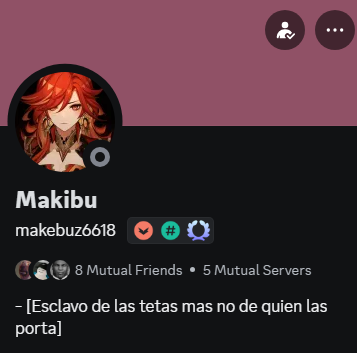 Makibu
makebuz6618
8 Mutual Friends • 5 Mutual Servers
- [Esclavo de las tetas mas no de quien las
porta]